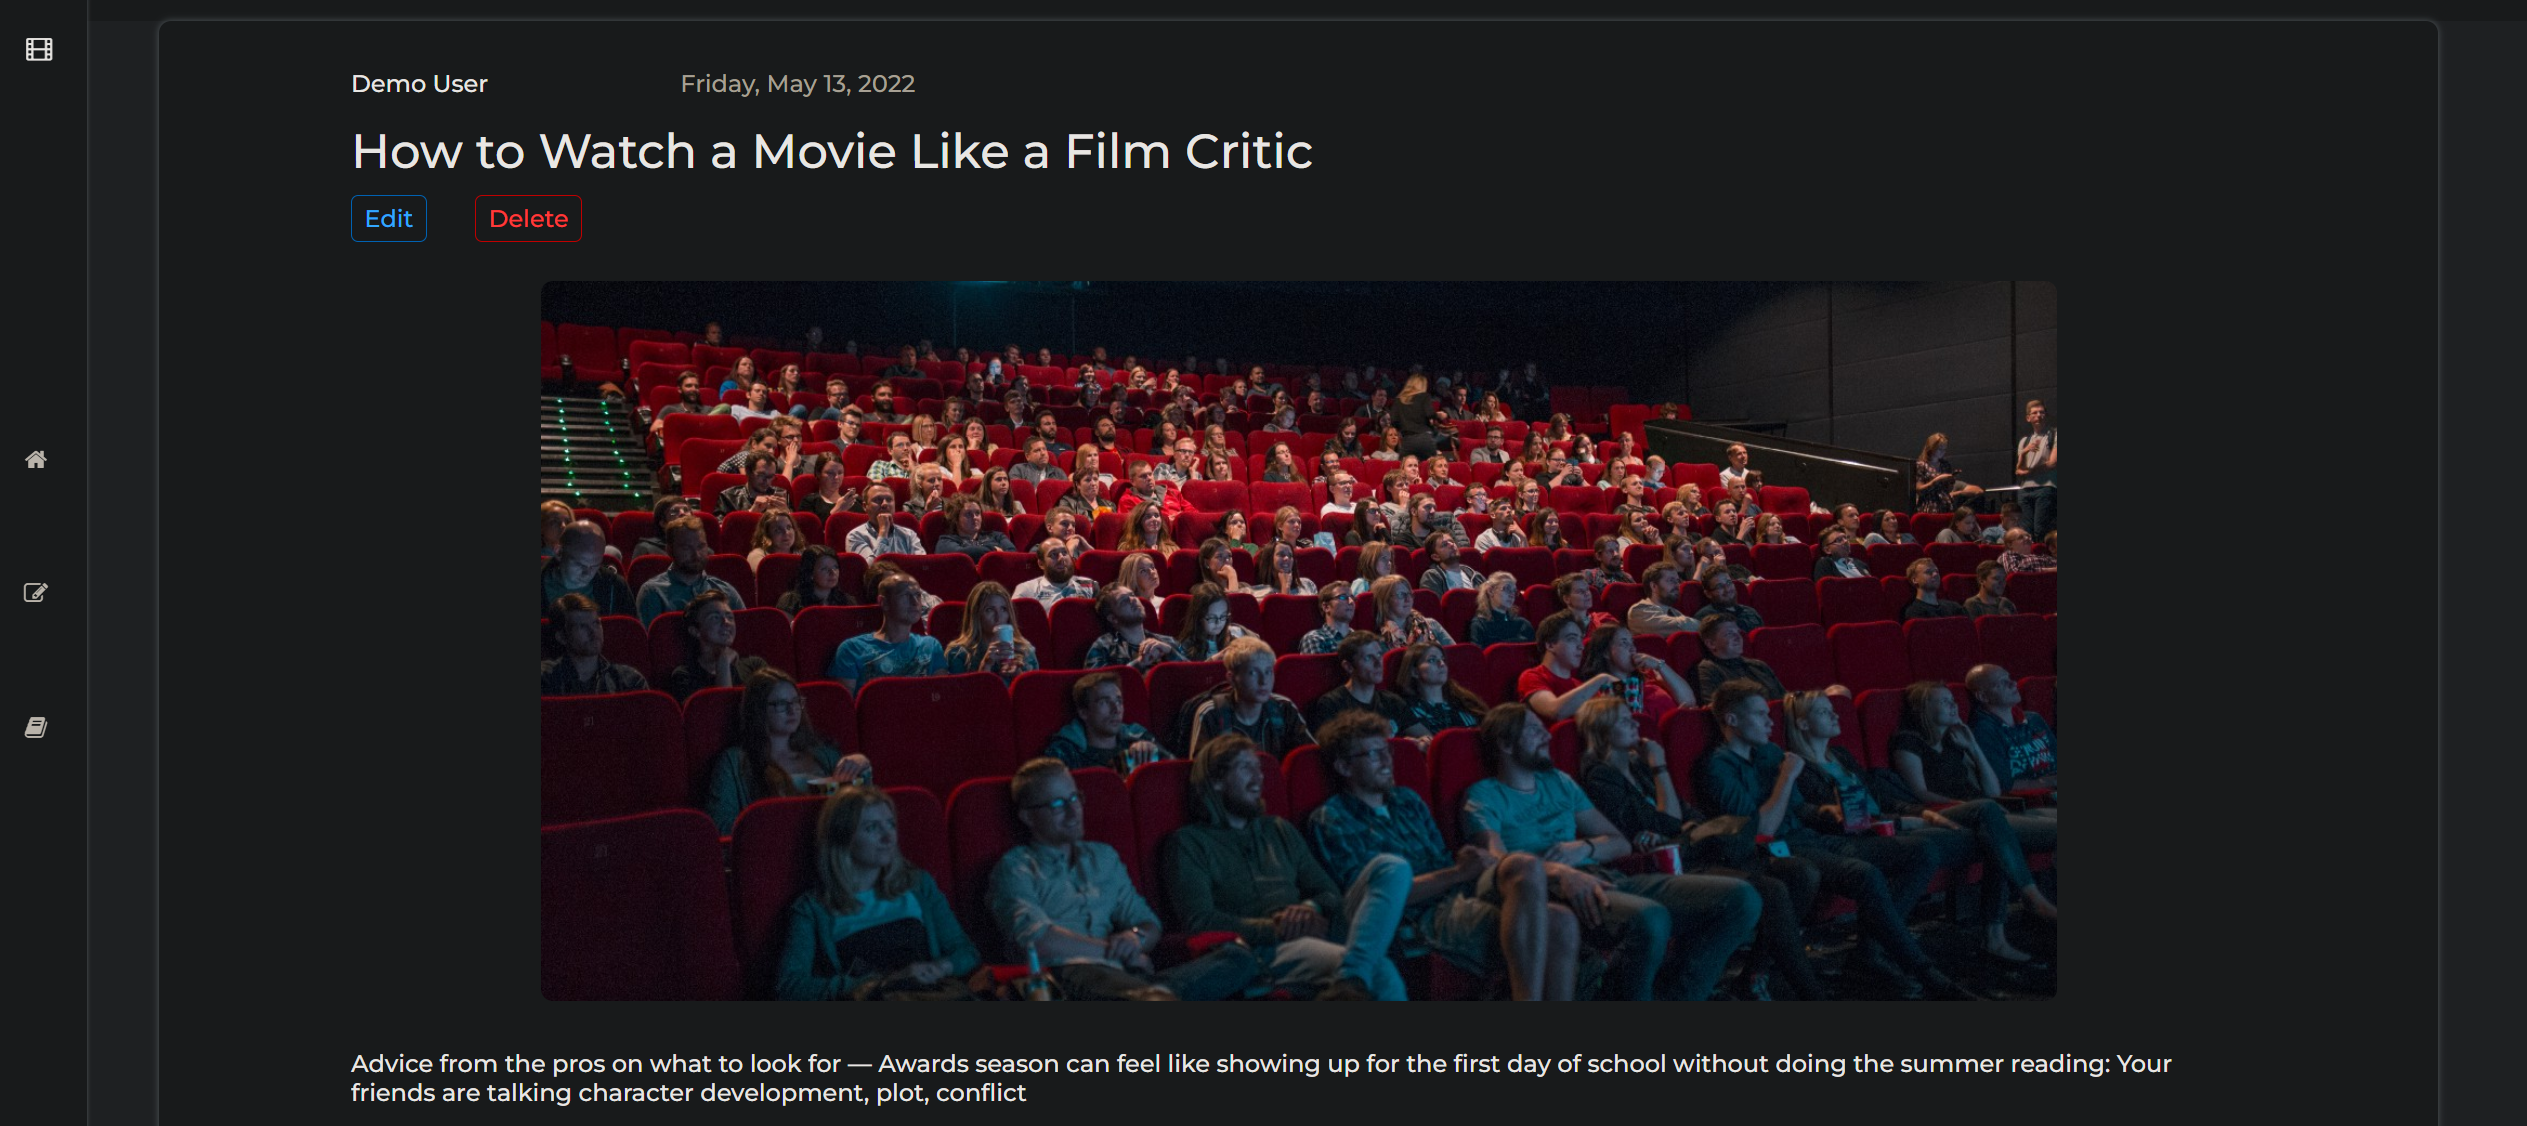 Demo User
Friday, May 13, 2022
How to Watch a Movie Like a Film Critic
Edit
Delete
Advice from the pros on what to look for — Awards season can feel like showing up for the first day of school without doing the summer reading: Your
friends are talking character development, plot, conflict